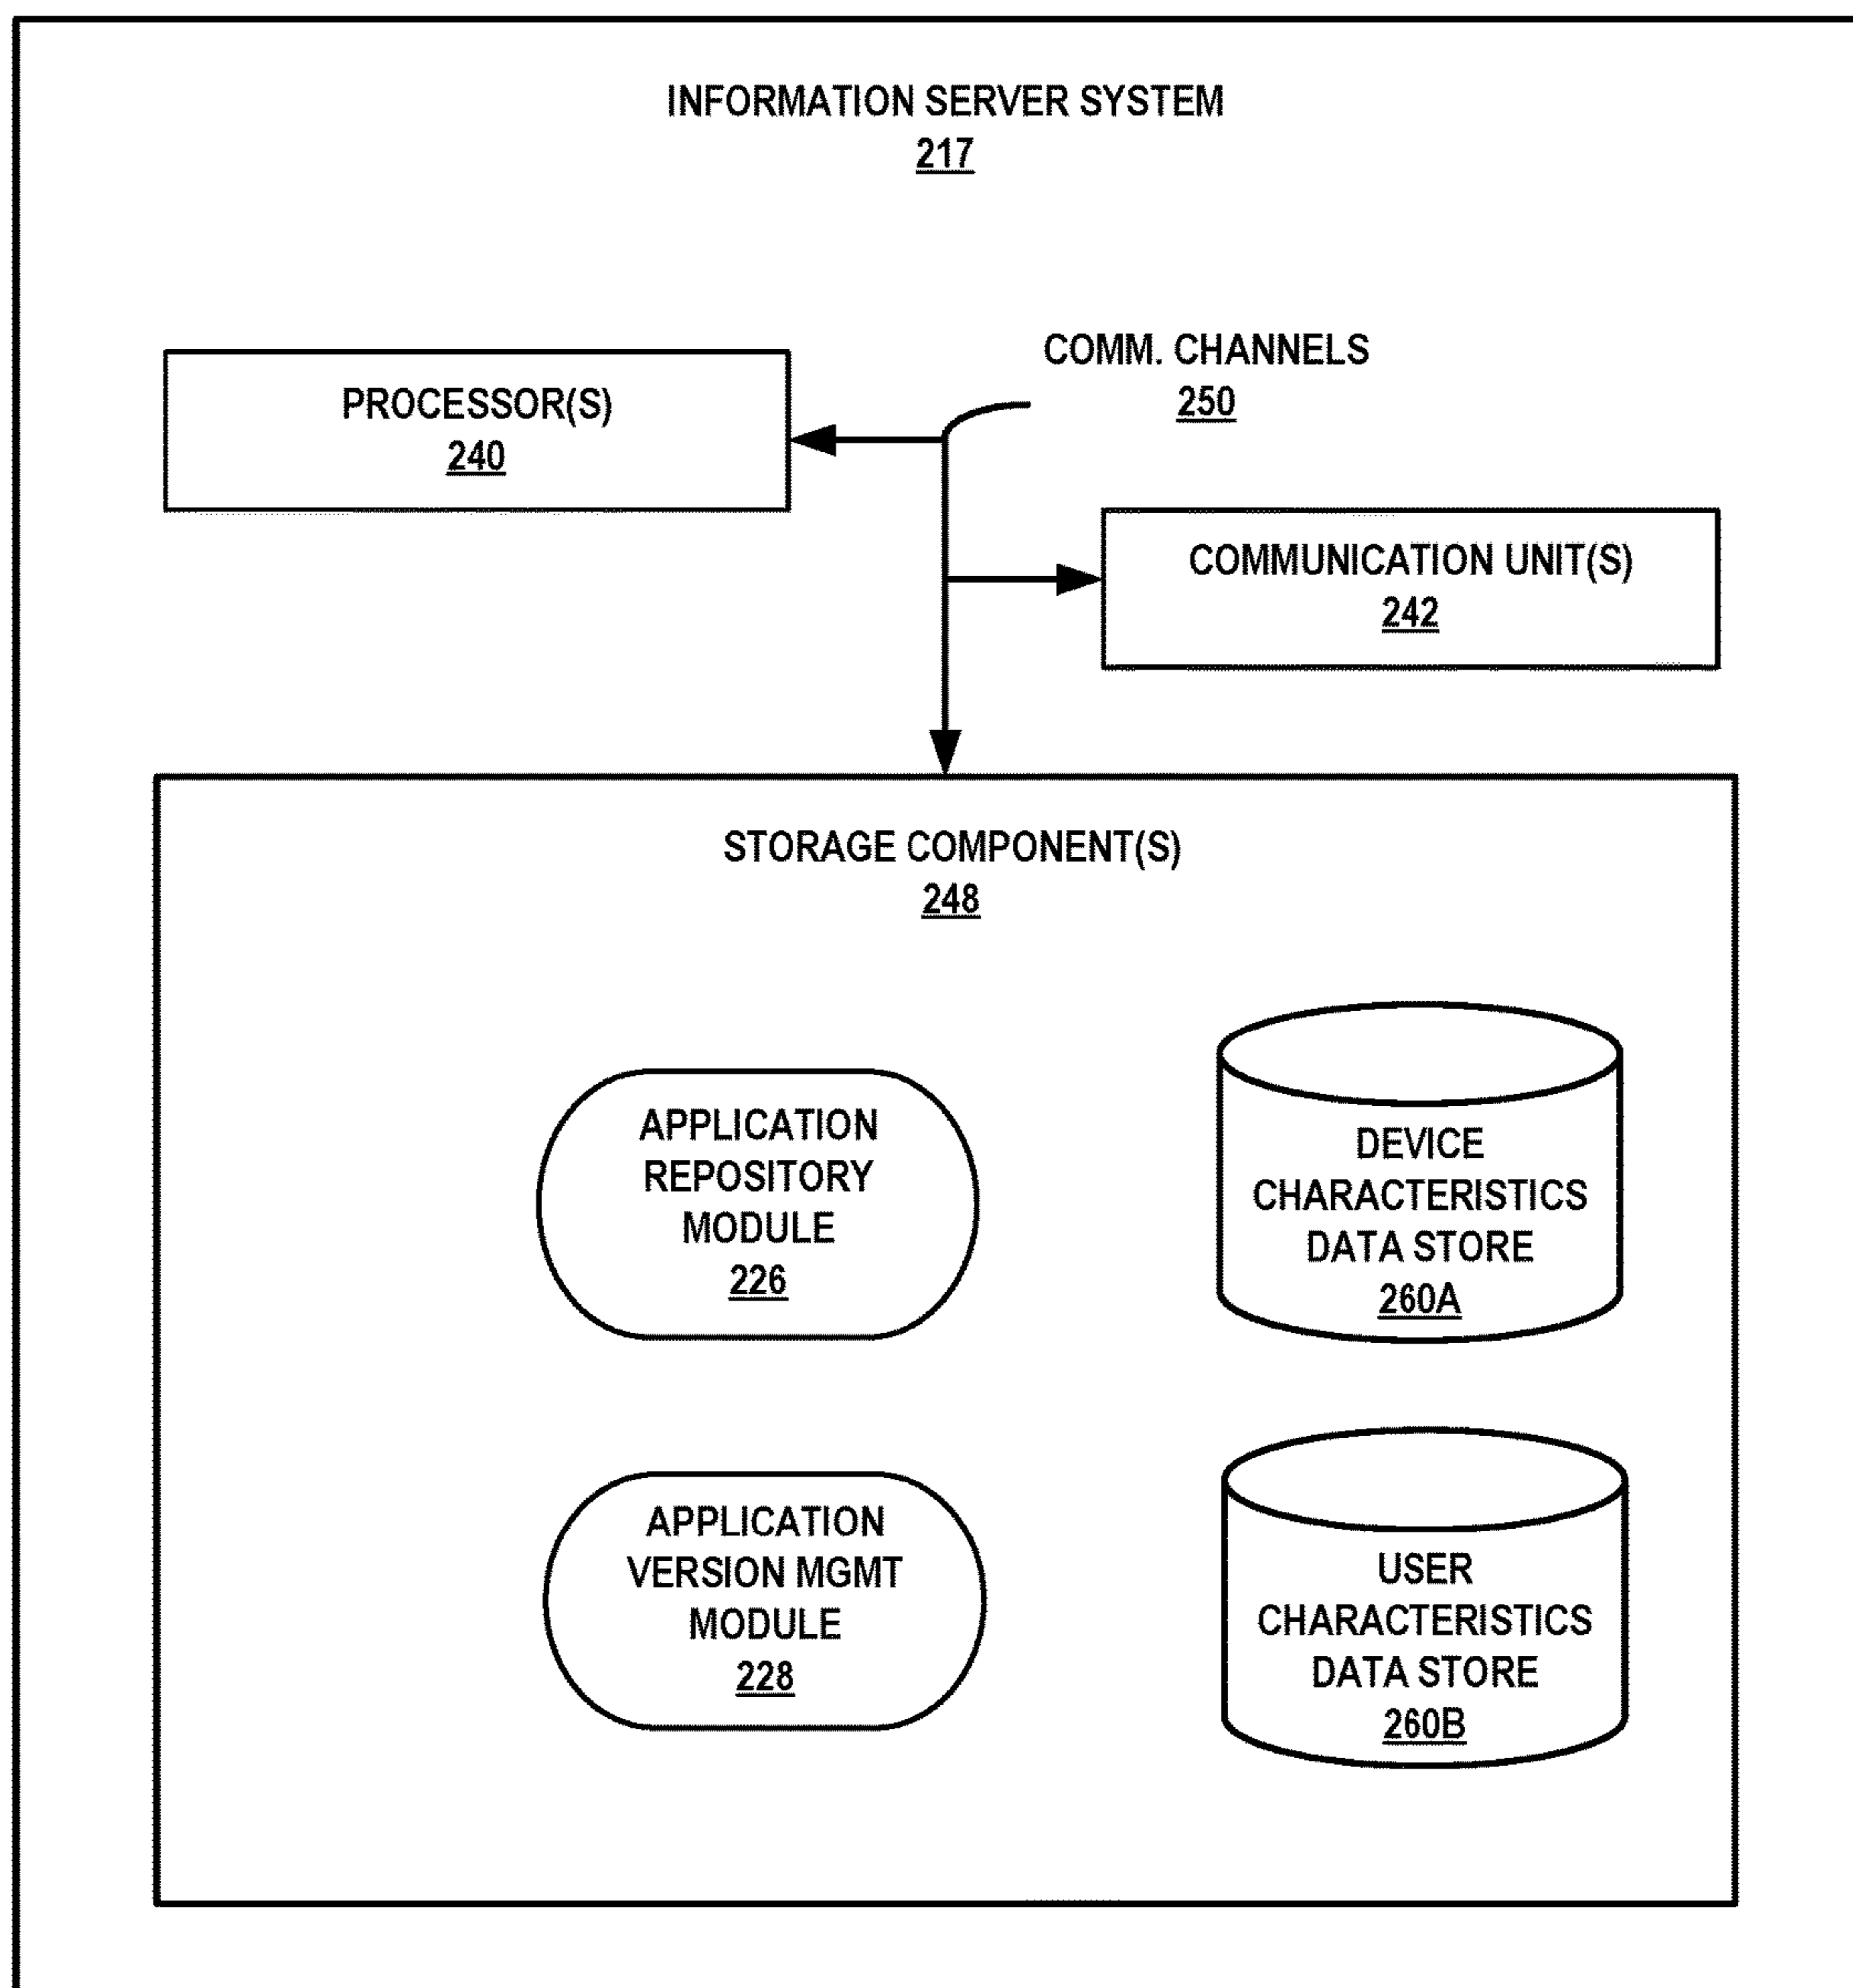 INFORMATION SERVER SYSTEM
217
COMM. CHANNELS
250
PROCESSOR(S)
240
COMMUNICATION UNIT(S)
242
STORAGE COMPONENT(S)
248
APPLICATION
REPOSITORY
MODULE
226
DEVICE
CHARACTERISTICS
DATA STORE
260A
APPLICATION
VERSION MGMT
MODULE
228
USER
CHARACTERISTICS
DATA STORE
260B